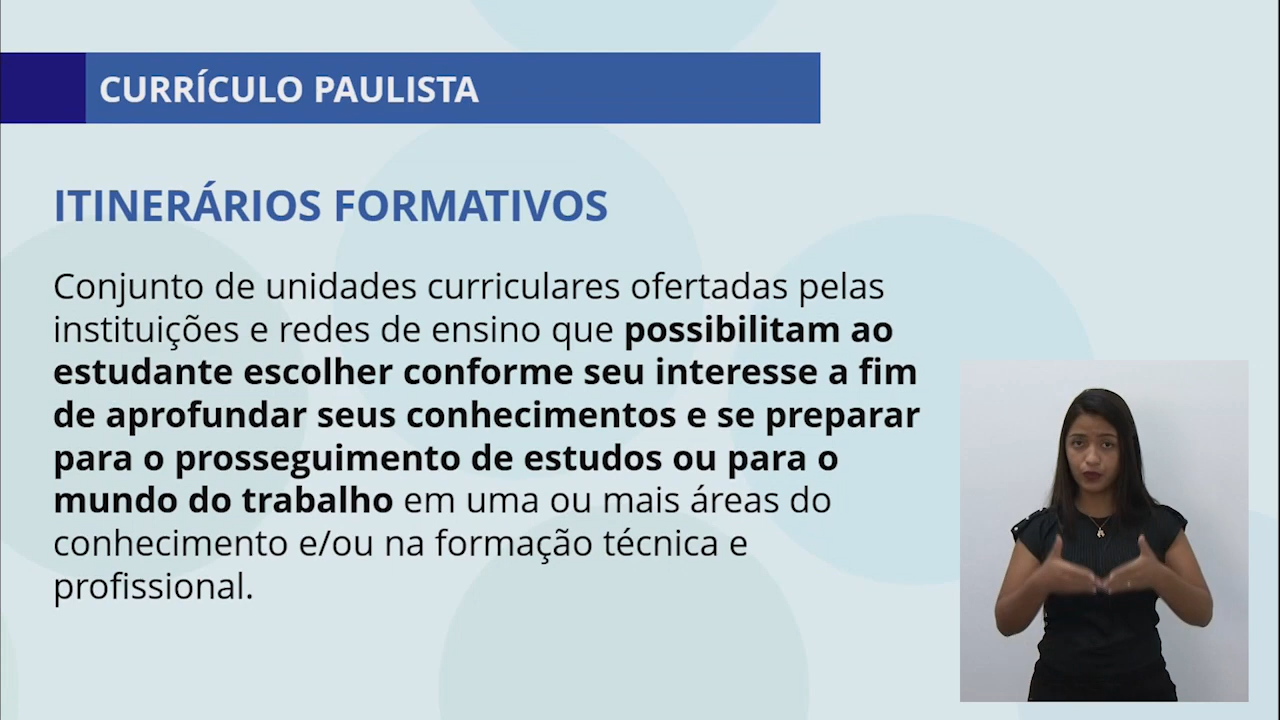 CURRÍCULO PAULISTA
ITINERÁRIOS FORMATIVOS
Conjunto de unidades curriculares ofertadas pelas
instituições e redes de ensino que possibilitam ao
estudante escolher conforme seu interesse a fim
de aprofundar seus conhecimentos e se preparar
para o prosseguimento de estudos ou para o
mundo do trabalho em uma ou mais áreas do
conhecimento e/ou na formação técnica e
profissional.